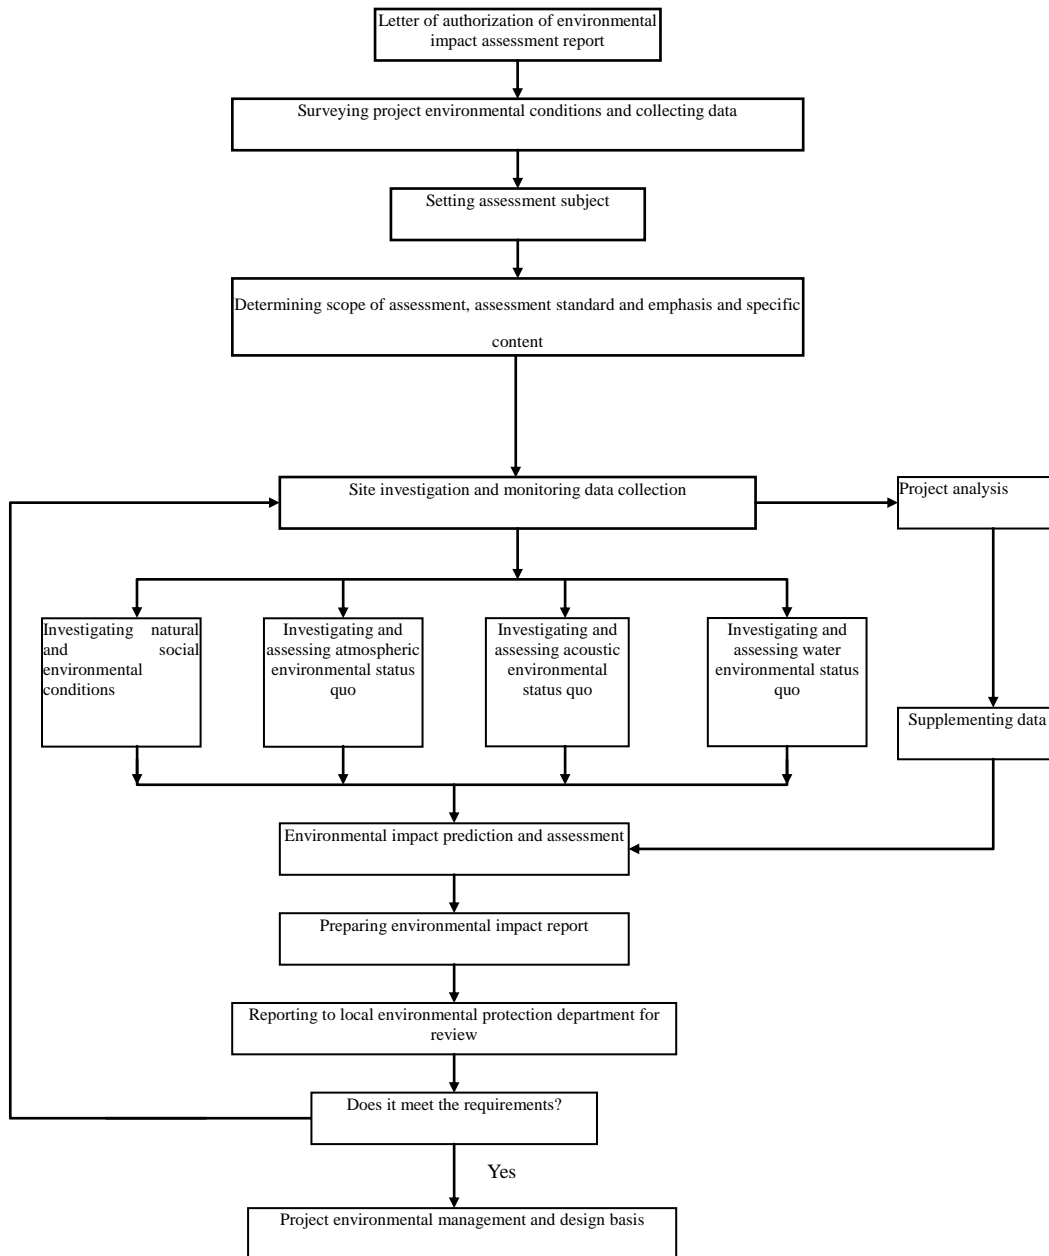 Letter of authorization of environmental
impact assessment report
Surveying project environmental conditions and collecting data
Setting assessment subject
Determining scope of assessment, assessment standard and emphasis and specific
content
Site investigation and monitoring data collection
Project analysis
Investigating natural
and social
environmental
conditions
Investigating and
assessing atmospheric
environmental status
quo
Investigating and
assessing acoustic
environmental
status quo
Investigating and
assessing water
environmental status
quo
Supplementing data
Environmental impact prediction and assessment
Preparing environmental impact report
Reporting to local environmental protection department for
review
Does it meet the requirements?
Yes
Project environmental management and design basis